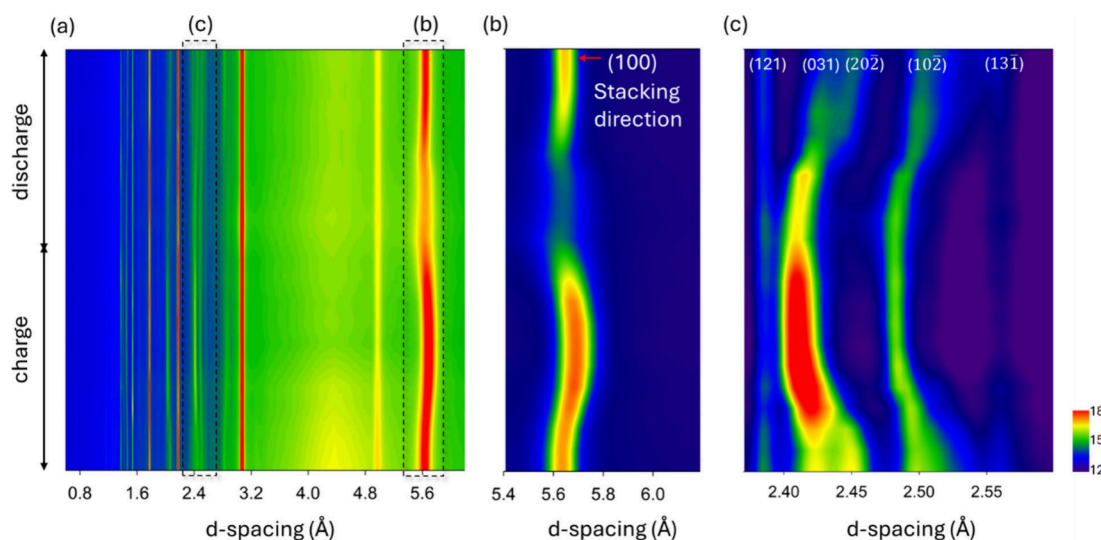 (a)
(c)
(b)
(b)
(c)
discharge
charge
0.8 1.6 2.4 3.2 4.0 4.8 5.6
d-spacing (Å)
(100)
Stacking
direction
5.4 5.6 5.8 6.0
d-spacing (Å)
(121) (031) (202̅) (102̅) (13̅1̅)
2.40 2.45 2.50 2.55
d-spacing (Å)
18
15
12